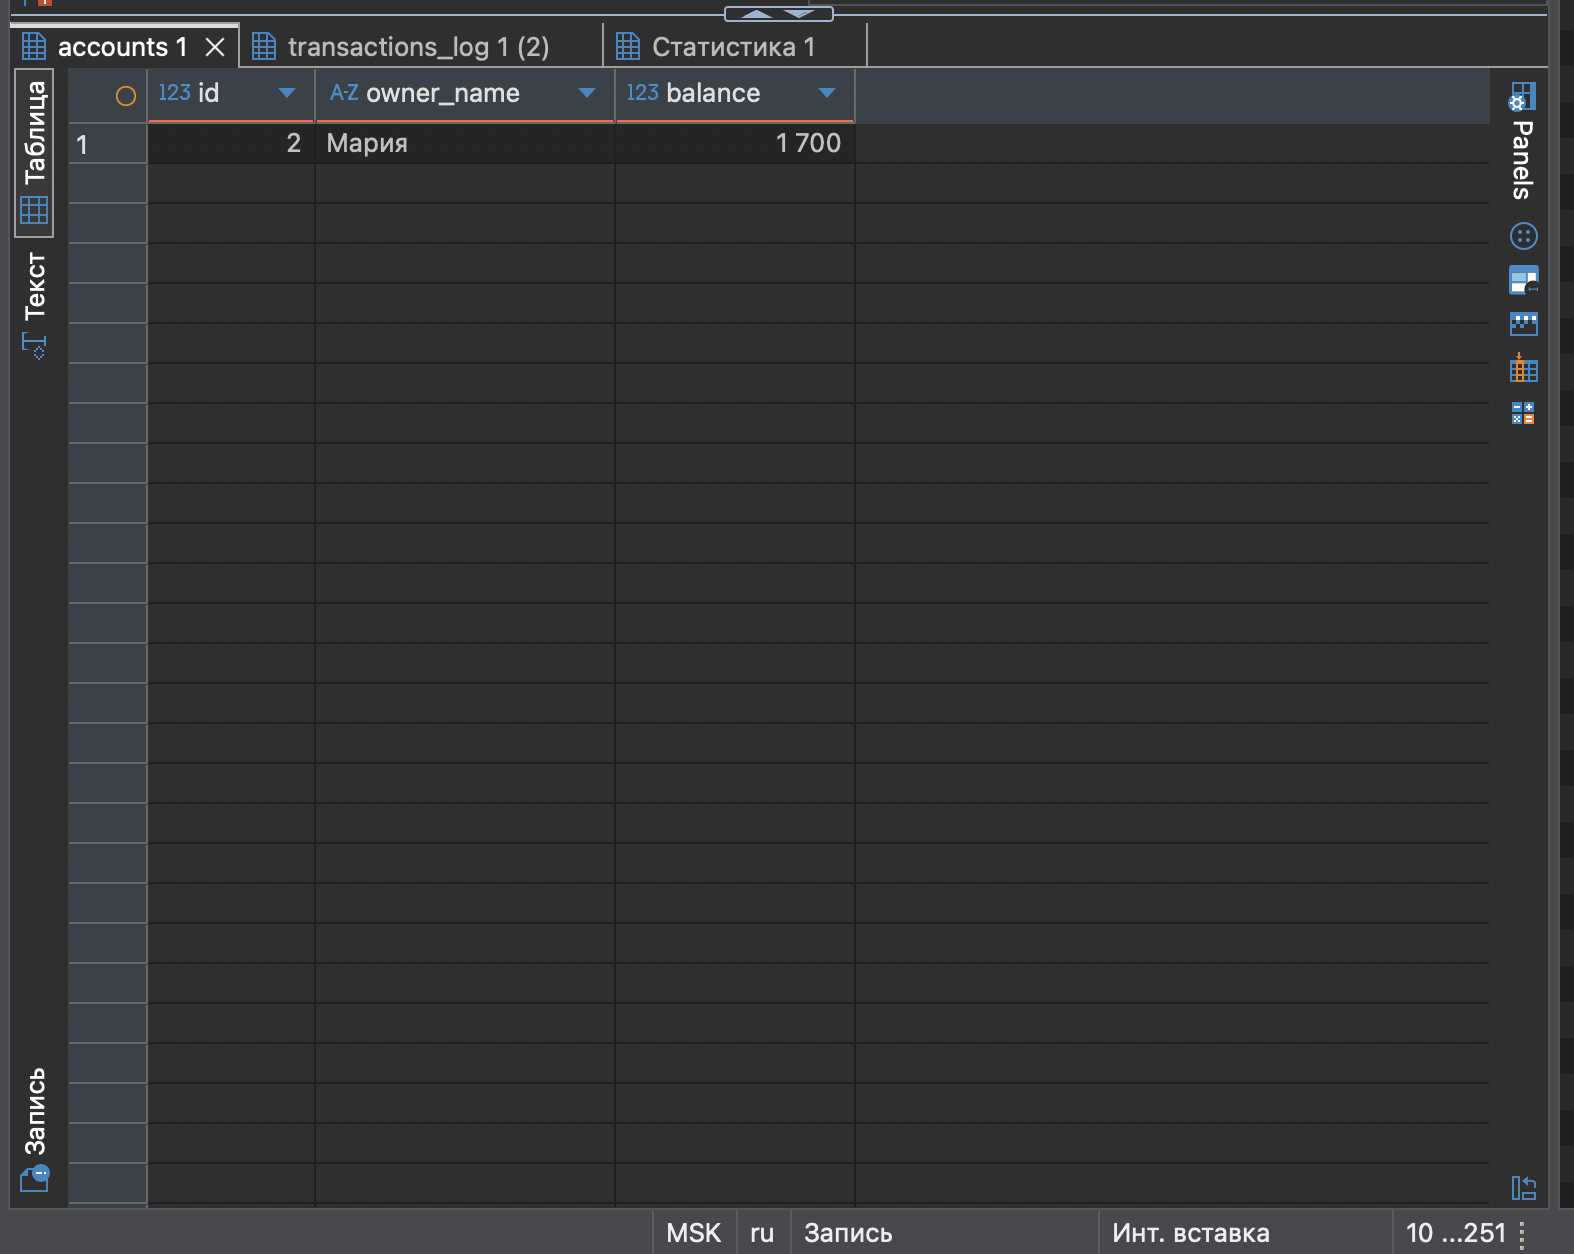 accounts 1
transactions_log 1 (2)
Статистика 1
Таблица
Текст
Запись
123 id
A-Z owner_name
123 balance
1
2
Мария
1 700
Panels
MSK
ru
Запись
Инт. вставка
10 ...251